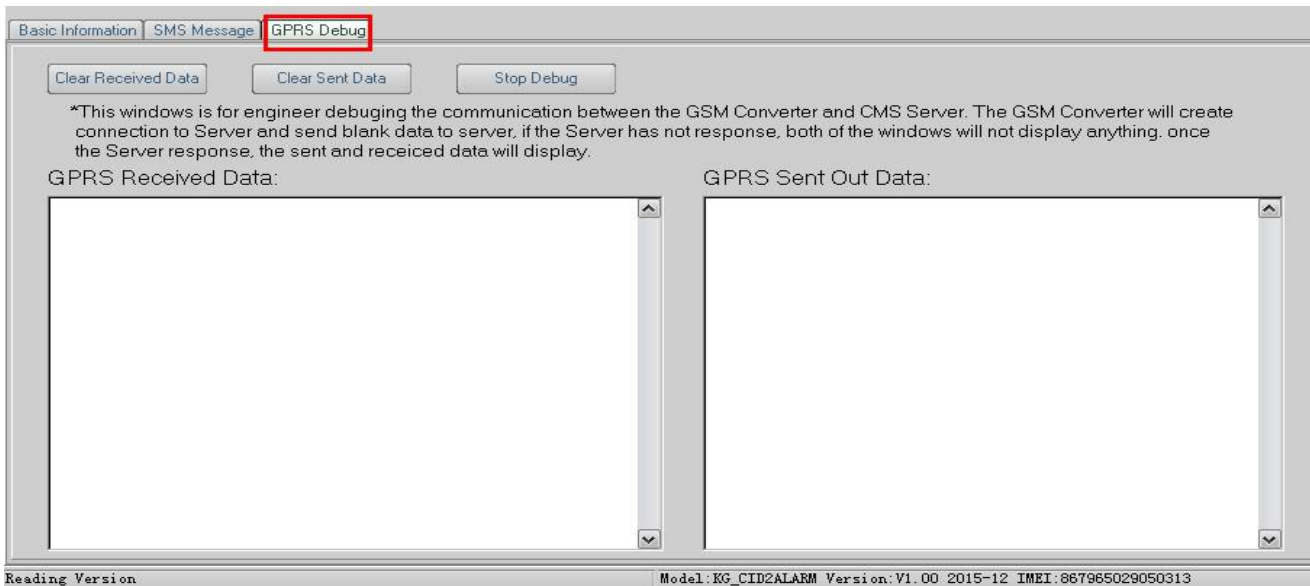 Basic Information SMS Message GPRS Debug
Clear Received Data Clear Sent Data Stop Debug
*This windows is for engineer debuging the communication between the GSM Converter and CMS Server. The GSM Converter will create
connection to Server and send blank data to server, if the Server has not response, both of the windows will not display anything. once
the Server response, the sent and receiced data will display.
GPRS Received Data: GPRS Sent Out Data:
Reading Version Model:KG_CID2ALARM Version:V1.00 2015-12 IMEI:867965029050313